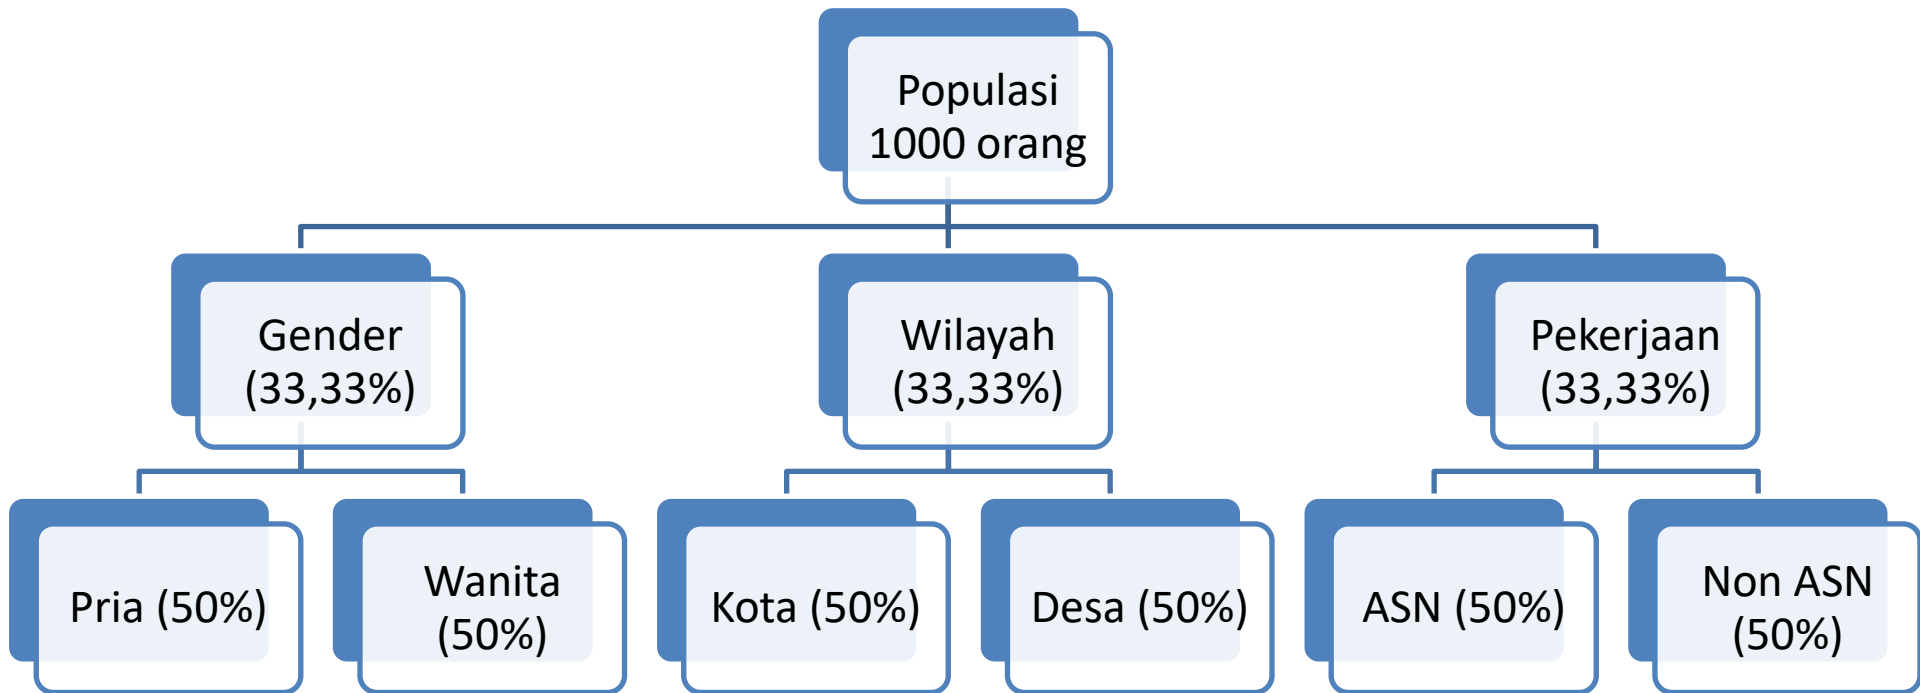 Populasi
1000 orang
Gender
(33,33%)
Wilayah
(33,33%)
Pekerjaan
(33,33%)
Pria (50%)
Wanita
(50%)
Kota (50%)
Desa (50%)
ASN (50%)
Non ASN
(50%)